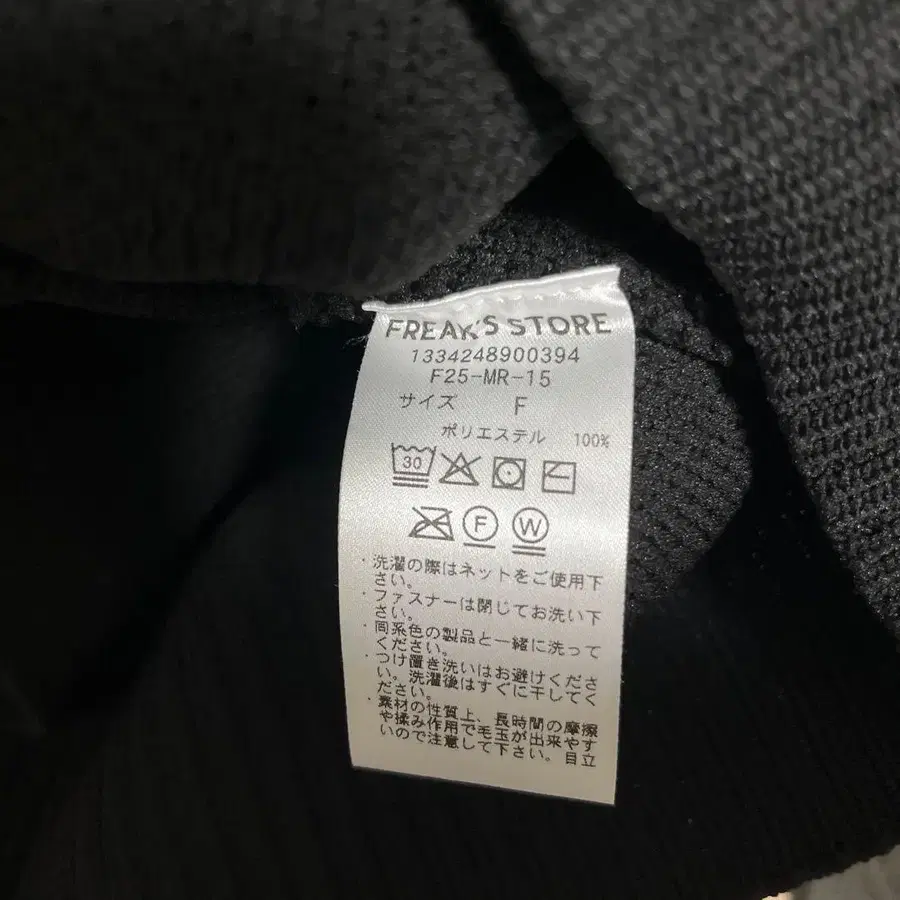 FREAK'S STORE
1334248900394
F25-MR-15
サイズ F
ポリエステル 100%
30
F W
・洗濯の際はネットをご使用下
さい。
・ファスナーは閉じてお洗い下
さい。
・同系色の製品と一緒に洗って
ください。
・つけ置き洗いはお避けくださ
い。洗濯後はすぐに干してく
ださい。
・素材の性質上、長時間の摩擦
や揉み作用で毛玉が出来やす
いので注意して下さい。目立